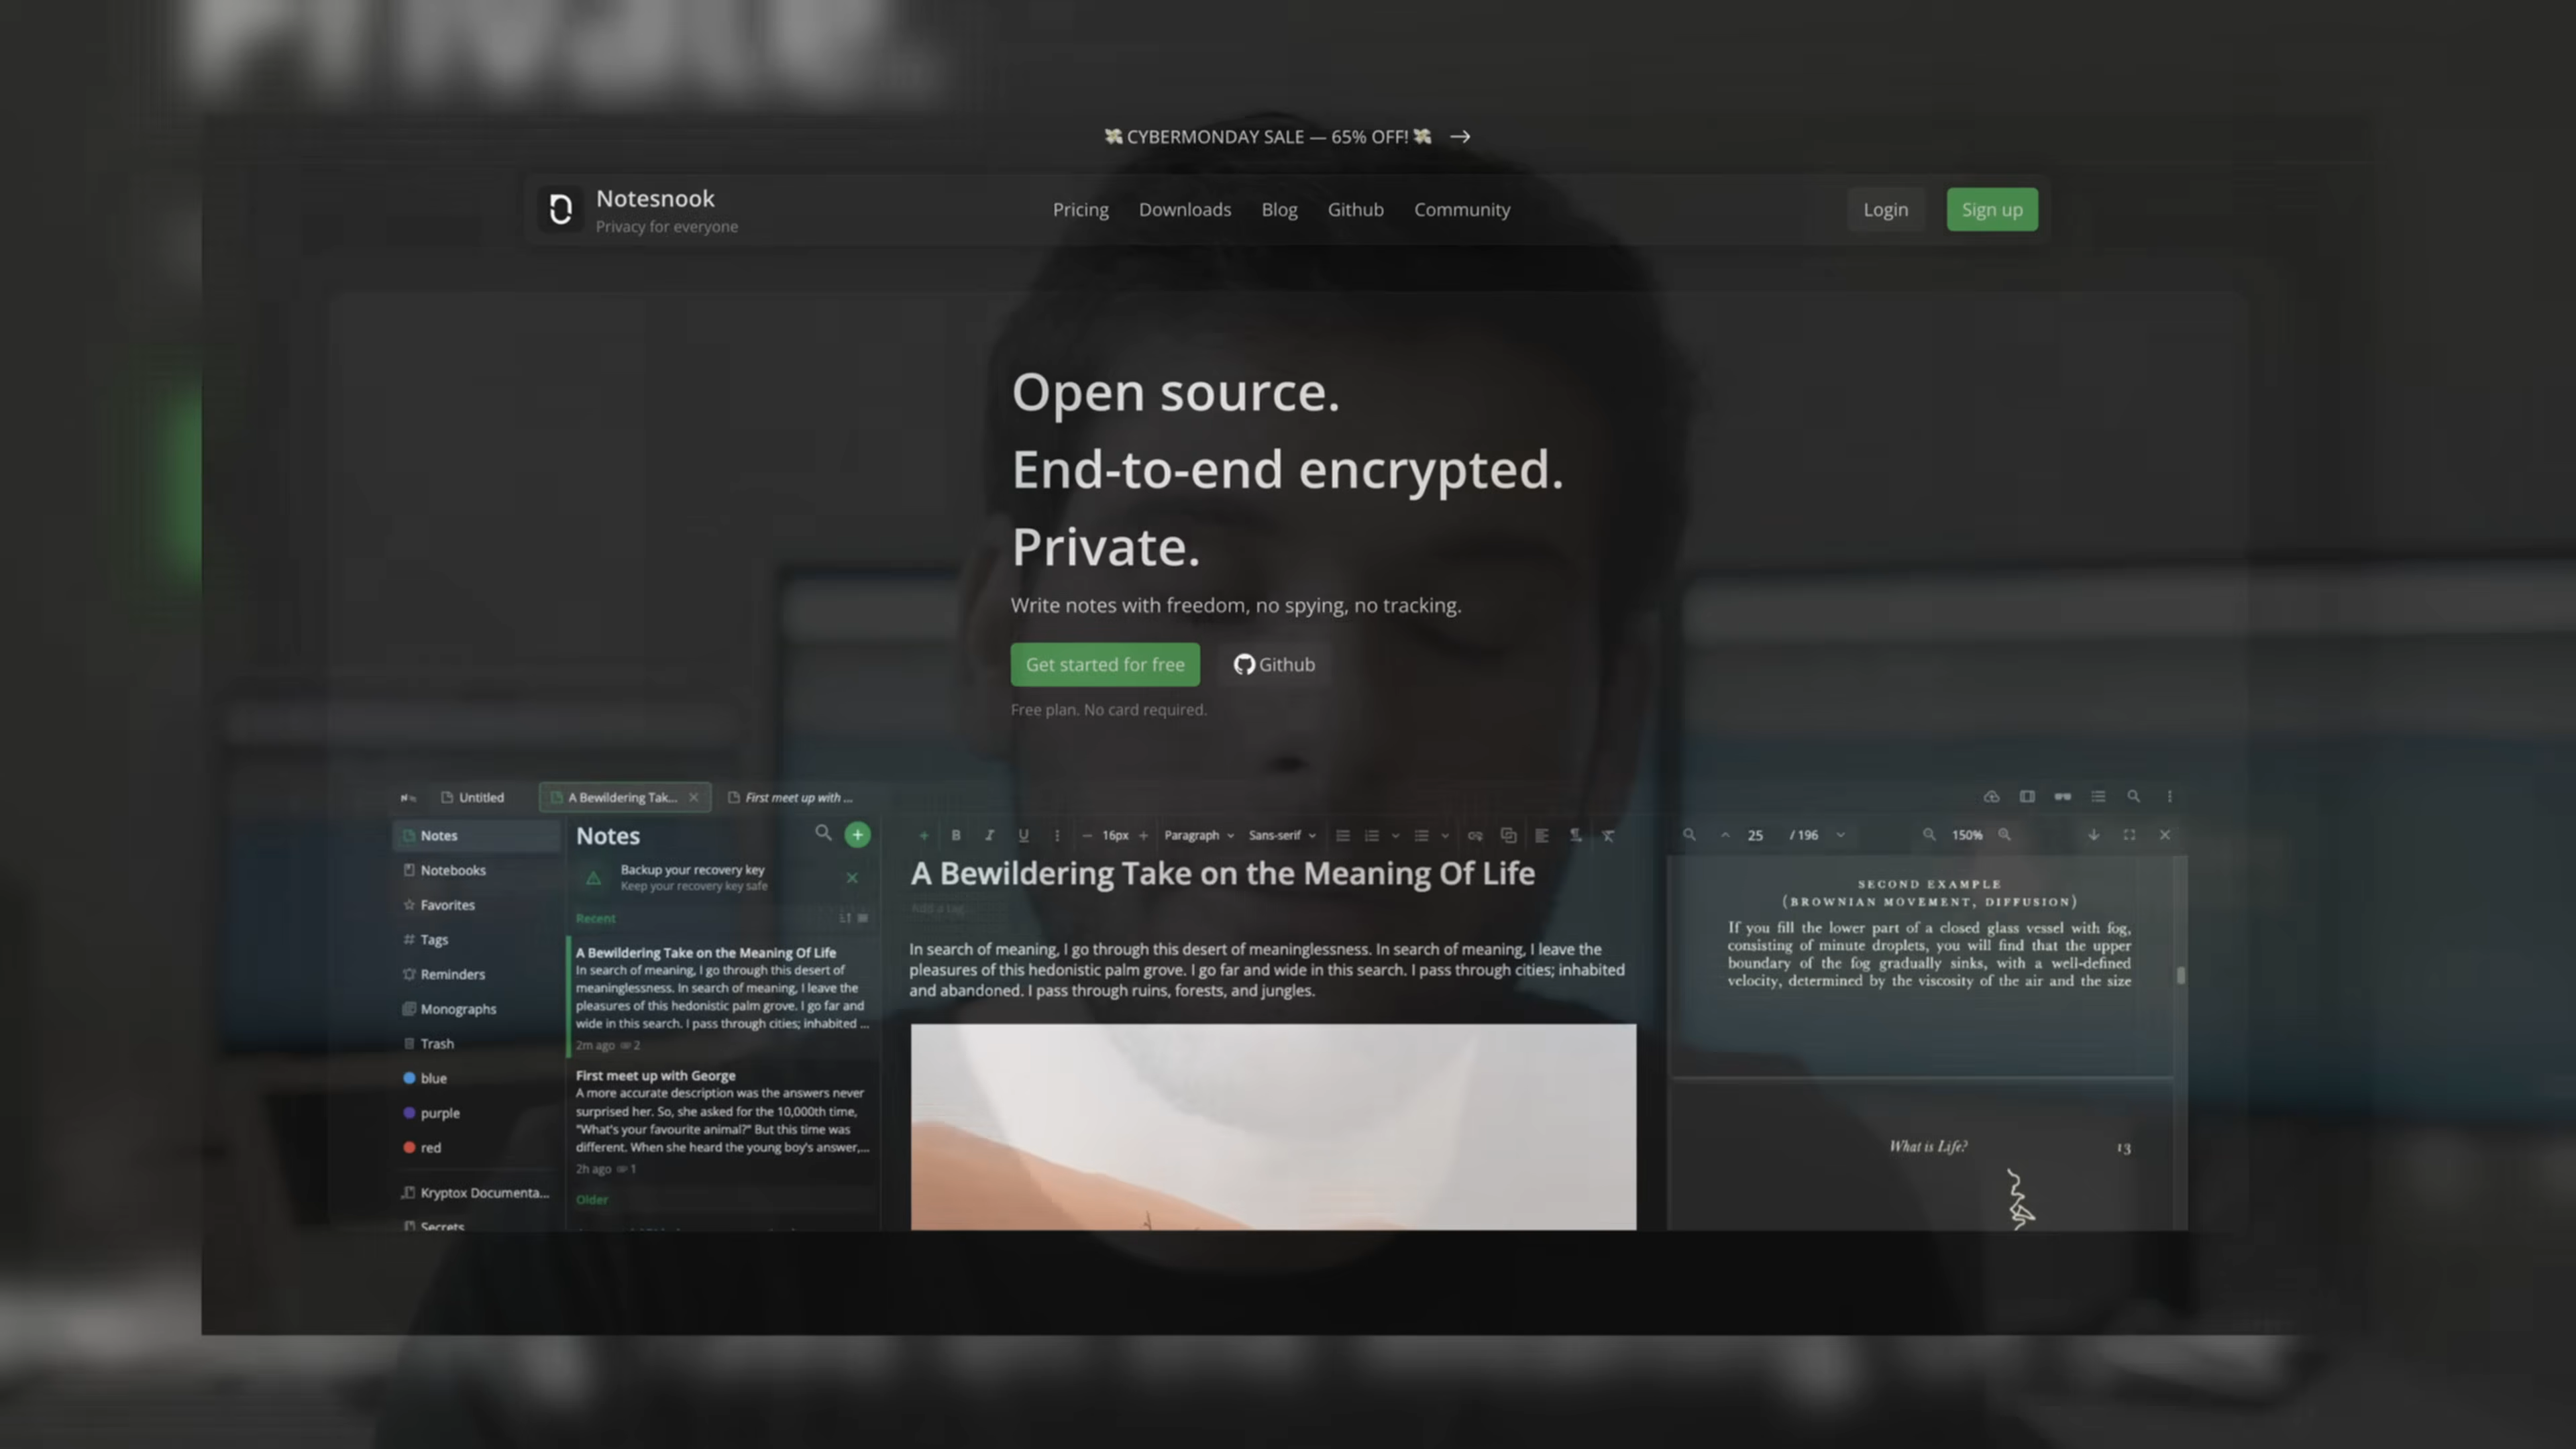 CYBERMONDAY SALE — 65% OFF! →
Notesnook
Privacy for everyone
Pricing Downloads Blog Github Community
Login Sign up
Open source.
End-to-end encrypted.
Private.
Write notes with freedom, no spying, no tracking.
Get started for free Github
Free plan. No card required.
Untitled A Bewildering Tak... First meet up with ...
Notes
Notebooks
Favorites
Tags
Reminders
Monographs
Trash
blue
purple
red
Kryptox Documenta...
Secrets
Notes
Backup your recovery key
Keep your recovery key safe
Recent
A Bewildering Take on the Meaning Of Life
In search of meaning, I go through this desert of
meaninglessness. In search of meaning, I leave the
pleasures of this hedonistic palm grove. I go far and
wide in this search. I pass through cities; inhabited ...
2m ago 2
First meet up with George
A more accurate description was the answers never
surprised her. So, she asked for the 10,000th time,
"What's your favourite animal?" But this time was
different. When she heard the young boy's answer,...
2h ago 1
Older
B I U 16px Paragraph Sans-serif
A Bewildering Take on the Meaning Of Life
Add a tag
In search of meaning, I go through this desert of meaninglessness. In search of meaning, I leave the
pleasures of this hedonistic palm grove. I go far and wide in this search. I pass through cities; inhabited
and abandoned. I pass through ruins, forests, and jungles.
25 / 196 150%
SECOND EXAMPLE
(BROWNIAN MOVEMENT, DIFFUSION)
If you fill the lower part of a closed glass vessel with fog,
consisting of minute droplets, you will find that the upper
boundary of the fog gradually sinks, with a well-defined
velocity, determined by the viscosity of the air and the size
What is Life? 13